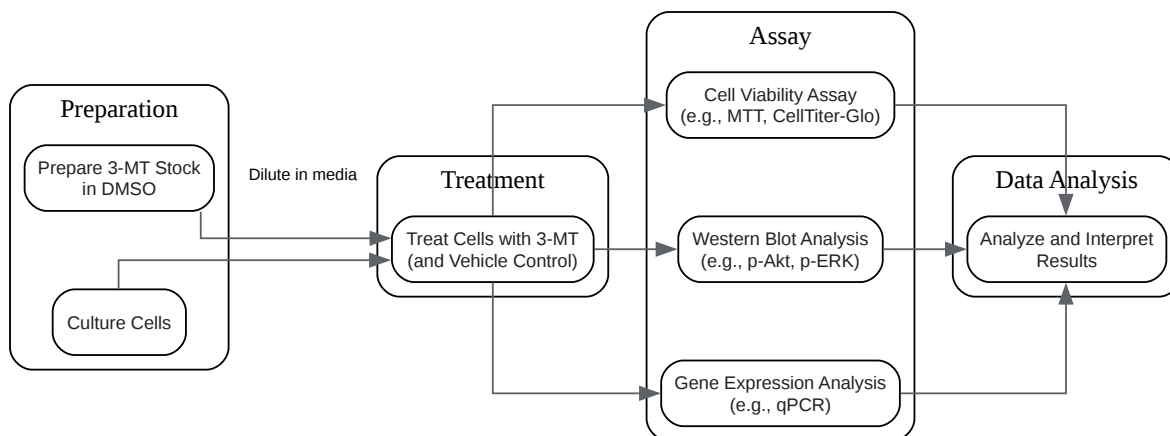 Preparation
Prepare 3-MT Stock
in DMSO
Culture Cells
Dilute in media
Treatment
Treat Cells with 3-MT
(and Vehicle Control)
Assay
Cell Viability Assay
(e.g., MTT, CellTiter-Glo)
Western Blot Analysis
(e.g., p-Akt, p-ERK)
Gene Expression Analysis
(e.g., qPCR)
Data Analysis
Analyze and Interpret
Results